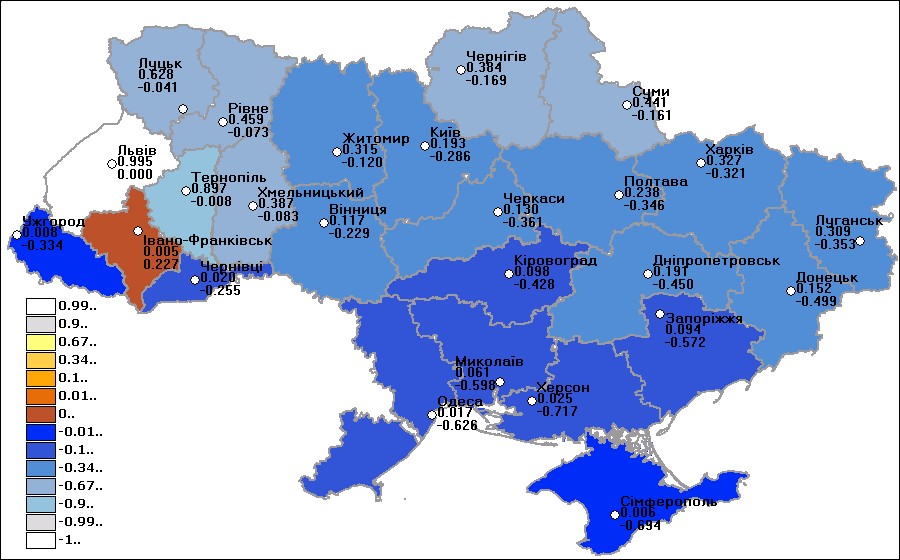 Луцьк
0.628
-0.041
Рівне
0.459
-0.073
Чернігів
0.384
-0.169
Суми
0.441
-0.161
Житомир
0.315
-0.120
Київ
0.193
-0.286
Харків
0.327
-0.321
Львів
0.995
0.000
Тернопіль
0.897
-0.008
Хмельницький
0.387
-0.083
Вінниця
0.117
-0.229
Черкаси
0.130
-0.361
Полтава
0.238
-0.346
Луганськ
0.309
-0.353
Ужгород
0.008
-0.334
Івано-Франківськ
0.005
0.227
Чернівці
0.020
-0.255
Кіровоград
0.098
-0.428
Дніпропетровськ
0.191
-0.450
Донецьк
0.152
-0.499
Запоріжжя
0.094
-0.572
Миколаїв
0.061
-0.598
Херсон
0.025
-0.717
Одеса
0.017
-0.626
Сімферополь
0.006
-0.694
0.99..
0.9..
0.67..
0.34..
0.1..
0.01..
0..
-0.01..
-0.1..
-0.34..
-0.67..
-0.9..
-0.99..
-1..